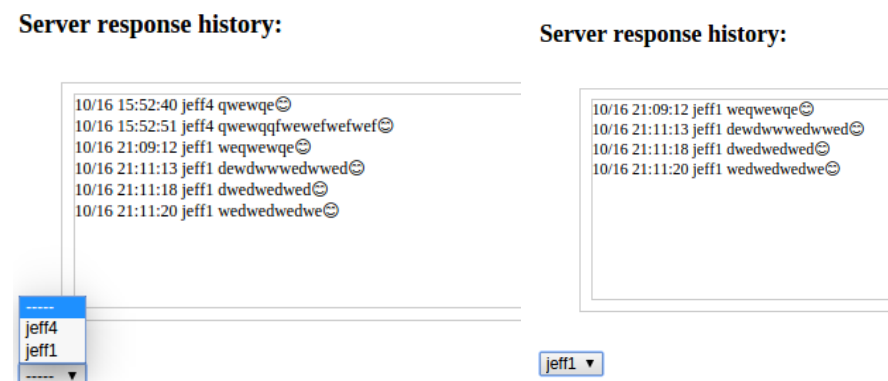 Server response history:
10/16 15:52:40 jeff4 qwewqe😊
10/16 15:52:51 jeff4 qwewqqfwewefwefwef😊
10/16 21:09:12 jeff1 weqwewqe😊
10/16 21:11:13 jeff1 dewdwwwedwwed😊
10/16 21:11:18 jeff1 dwedwedwed😊
10/16 21:11:20 jeff1 wedwedwedwe😊
-----
jeff4
jeff1
----- ▼
Server response history:
10/16 21:09:12 jeff1 weqwewqe😊
10/16 21:11:13 jeff1 dewdwwwedwwed😊
10/16 21:11:18 jeff1 dwedwedwed😊
10/16 21:11:20 jeff1 wedwedwedwe😊
jeff1 ▼